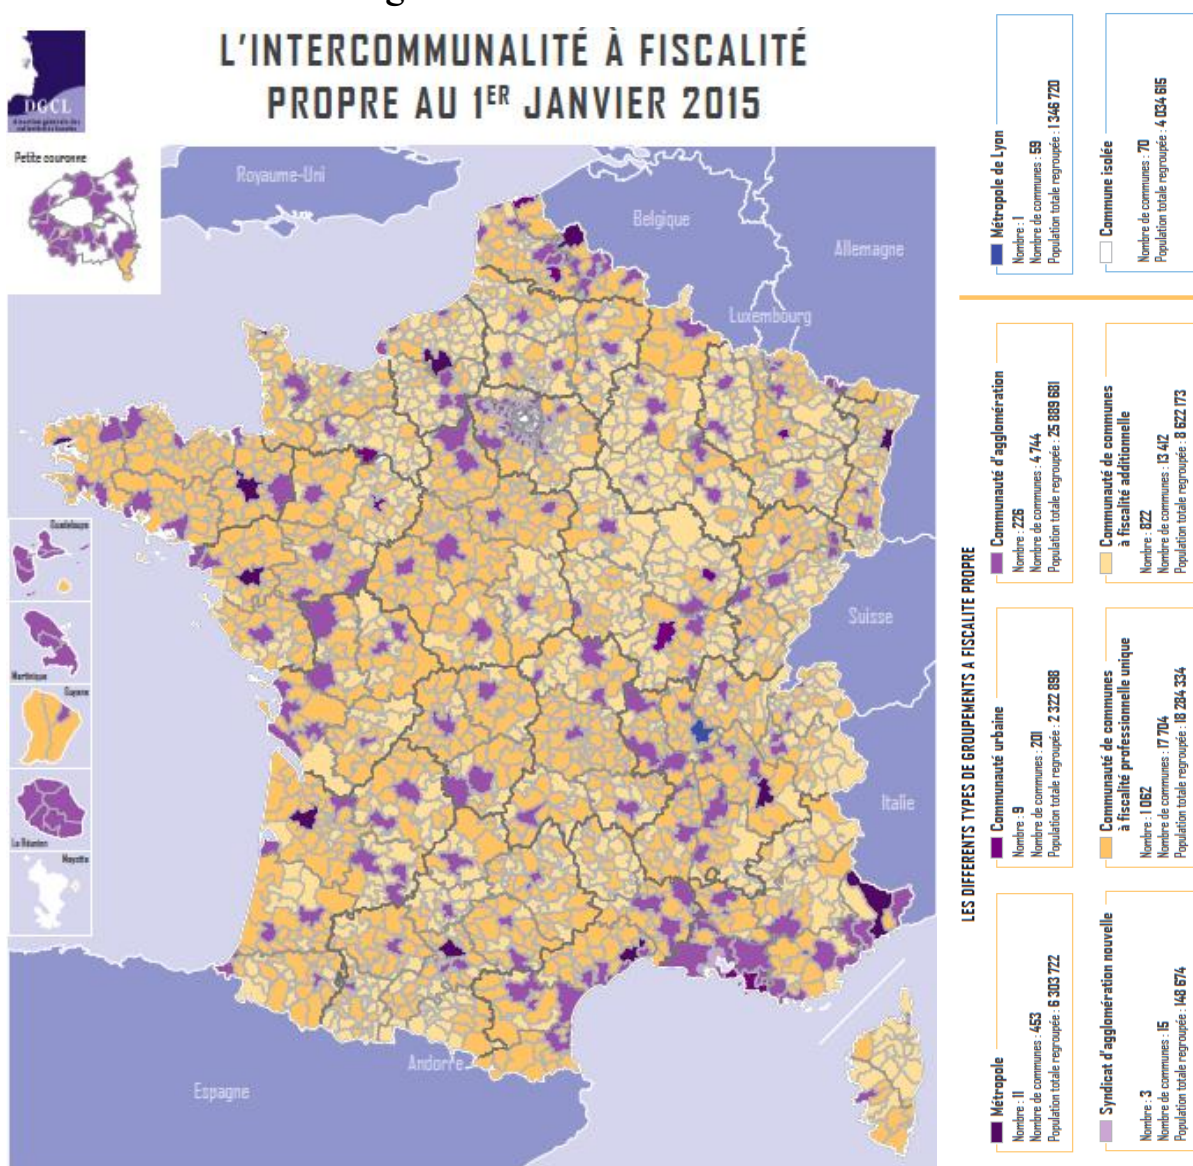 L'INTERCOMMUNALITÉ À FISCALITÉ
PROPRE AU 1ER JANVIER 2015
DGCL
Petite couronne
Royaume-Uni
Belgique
Allemagne
Luxembourg
Suisse
Italie
Andorre
Espagne
Guadeloupe
Martinique
Guyane
La Réunion
Mayotte
LES DIFFERENTS TYPES DE GROUPEMENTS A FISCALITE PROPRE
Métropole
Nombre : 11
Nombre de communes : 453
Population totale regroupée : 6 303 722
Communauté urbaine
Nombre : 9
Nombre de communes : 201
Population totale regroupée : 2 322 898
Communauté d'agglomération
Nombre : 226
Nombre de communes : 4 744
Population totale regroupée : 25 889 681
Métropole de Lyon
Nombre : 1
Nombre de communes : 59
Population totale regroupée : 1 346 720
Syndicat d'agglomération nouvelle
Nombre : 3
Nombre de communes : 15
Population totale regroupée : 148 674
Communauté de communes
à fiscalité professionnelle unique
Nombre : 1 062
Nombre de communes : 17 704
Population totale regroupée : 18 284 334
Communauté de communes
à fiscalité additionnelle
Nombre : 822
Nombre de communes : 13 412
Population totale regroupée : 8 622 173
Commune isolée
Nombre de communes : 70
Population totale regroupée : 4 034 615